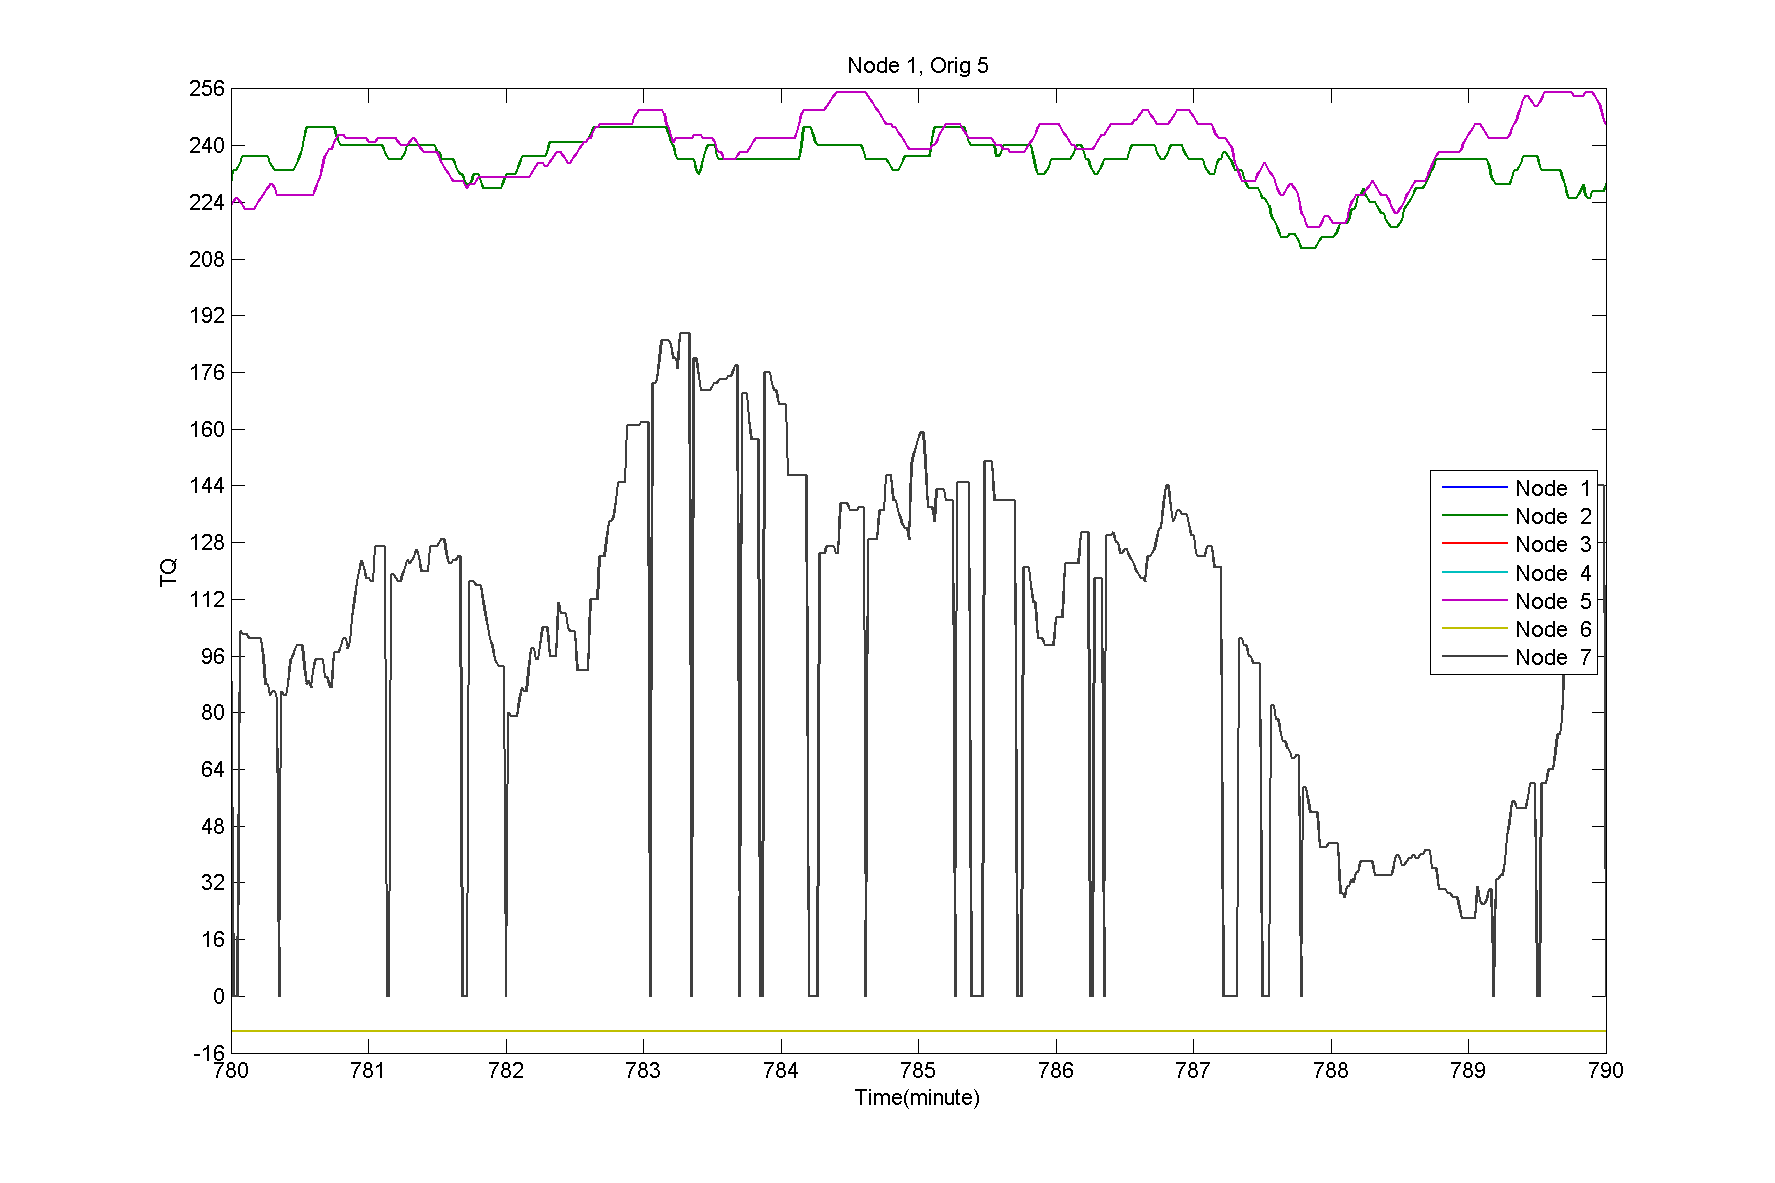 Node 1, Orig 5
256
240
224
208
192
176
160
144
128
112
96
80
64
48
32
16
0
-16
TQ
Node 1
Node 2
Node 3
Node 4
Node 5
Node 6
Node 7
780 781 782 783 784 785 786 787 788 789 790
Time(minute)